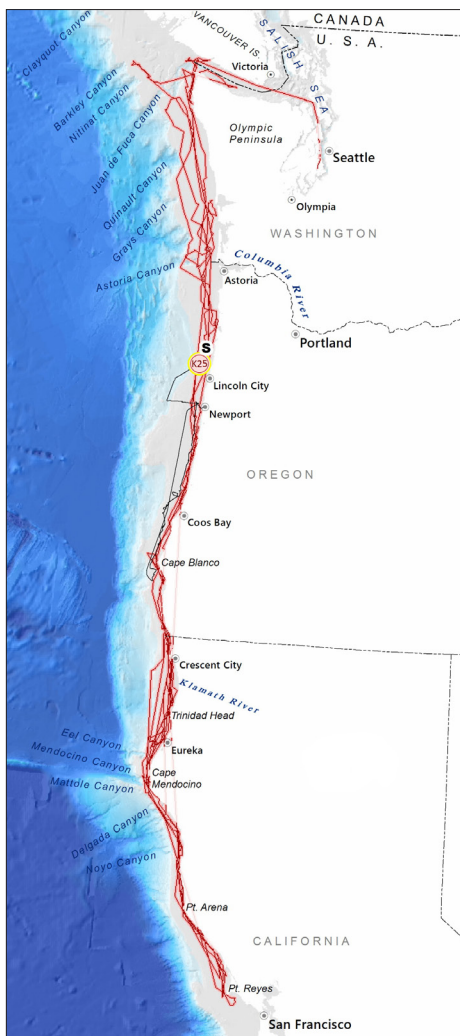 CANADA
U. S. A.
VANCOUVER IS.
SALISH SEA
Clayquot Canyon
Victoria
Barkley Canyon
Nitinat Canyon
Juan de Fuca Canyon
Olympic
Peninsula
Seattle
Quinault Canyon
Olympia
Grays Canyon
WASHINGTON
Astoria Canyon
Columbia River
Astoria
Portland
S
K25
Lincoln City
Newport
OREGON
Coos Bay
Cape Blanco
Crescent City
Klamath River
Trinidad Head
Eel Canyon
Eureka
Mendocino Canyon
Cape
Mendocino
Mattole Canyon
Delgada Canyon
Noyo Canyon
Pt. Arena
CALIFORNIA
Pt. Reyes
San Francisco